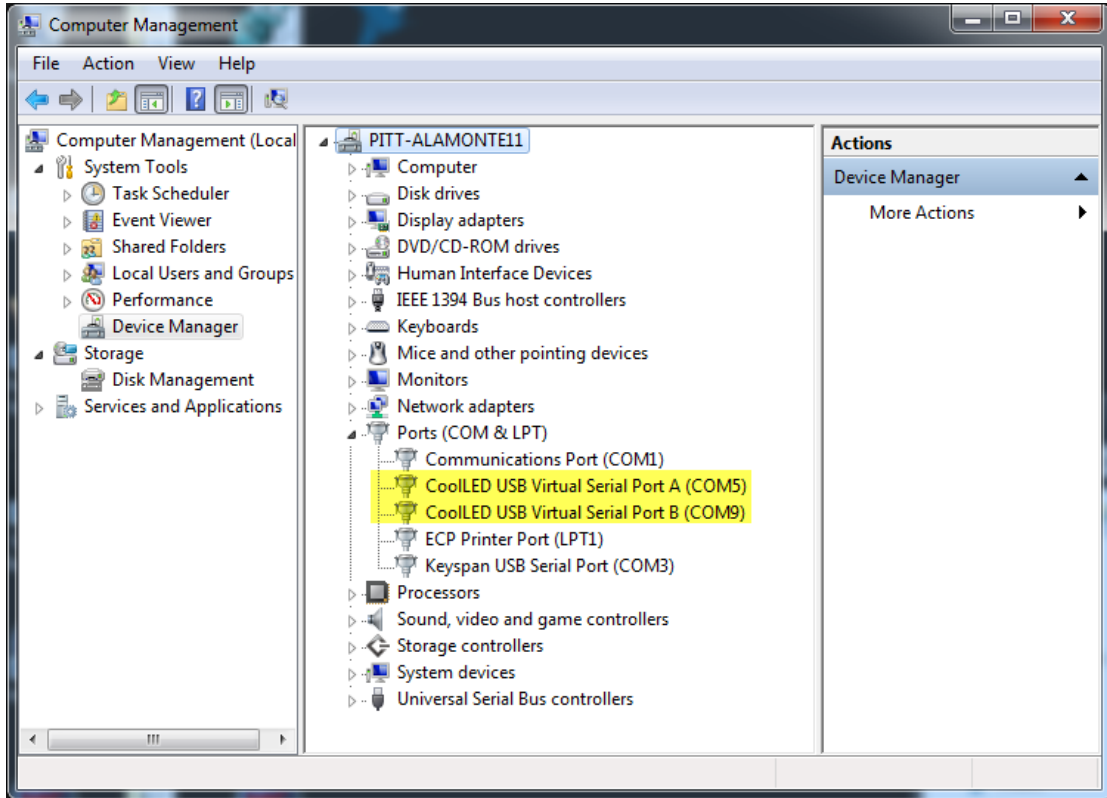 Computer Management
File Action View Help
Computer Management (Local
System Tools
Task Scheduler
Event Viewer
Shared Folders
Local Users and Groups
Performance
Device Manager
Storage
Disk Management
Services and Applications
PITT-ALAMONTE11
Computer
Disk drives
Display adapters
DVD/CD-ROM drives
Human Interface Devices
IEEE 1394 Bus host controllers
Keyboards
Mice and other pointing devices
Monitors
Network adapters
Ports (COM & LPT)
Communications Port (COM1)
CoolLED USB Virtual Serial Port A (COM5)
CoolLED USB Virtual Serial Port B (COM9)
ECP Printer Port (LPT1)
Keyspan USB Serial Port (COM3)
Processors
Sound, video and game controllers
Storage controllers
System devices
Universal Serial Bus controllers
Actions
Device Manager
More Actions